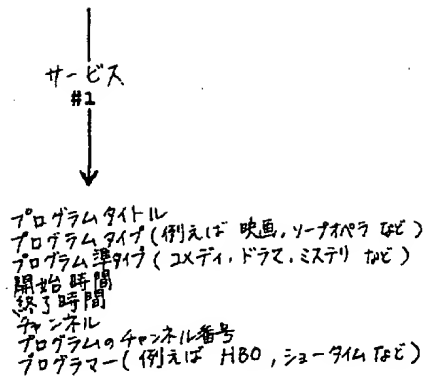 サービス
#1
プログラムタイトル
プログラムタイプ(例えば 映画,ソープオペラ など)
プログラム準タイプ(コメディ,ドラマ,ミステリ など)
開始時間
終了時間
チャンネル
プログラムのチャンネル番号
プログラマー(例えば HBO,ショータイムなど)